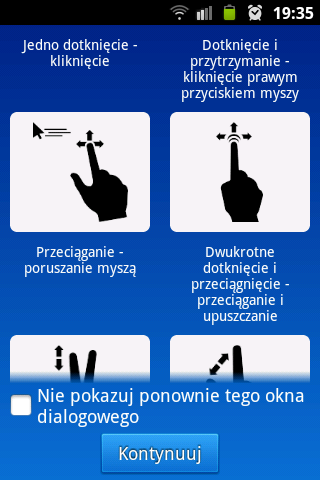 19:35
Jedno dotknięcie -
kliknięcie
Dotknięcie i
przytrzymanie -
kliknięcie prawym
przyciskiem myszy
Przeciąganie -
poruszanie myszą
Dwukrotne
dotknięcie i
przeciągnięcie -
przeciąganie i
upuszczanie
Nie pokazuj ponownie tego okna
dialogowego
Kontynuuj